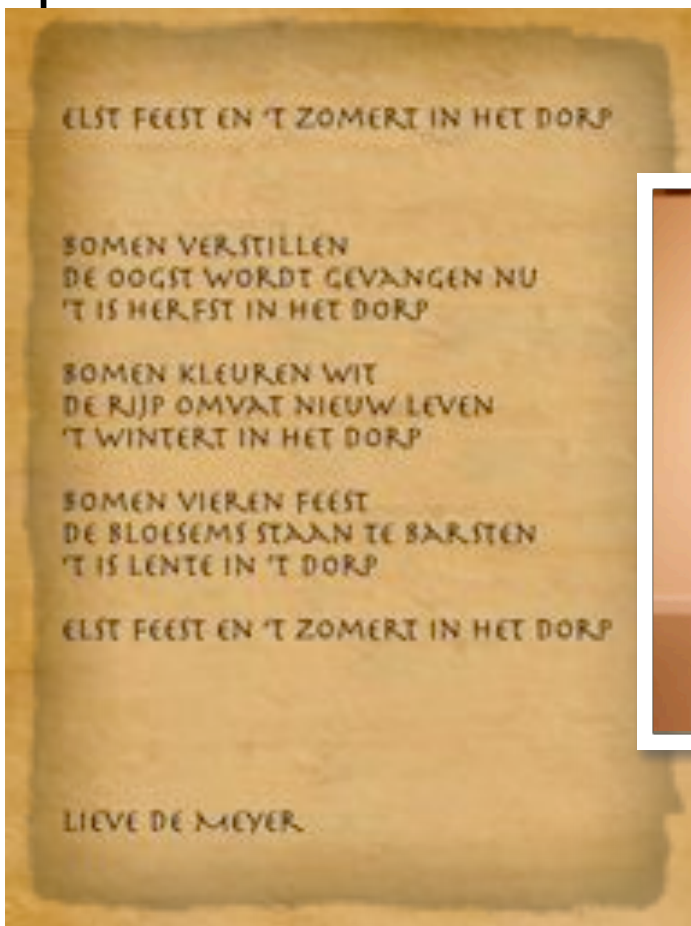 ELST FEEST EN 'T ZOMERT IN HET DORP
BOMEN VERSTILLEN
DE OOGST WORDT GEVANGEN NU
'T IS HERFST IN HET DORP
BOMEN KLEUREN WIT
DE RIJP OMVAT NIEUW LEVEN
'T WINTERT IN HET DORP
BOMEN VIEREN FEEST
DE BLOESEMS STAAN TE BARSTEN
'T IS LENTE IN 'T DORP
ELST FEEST EN 'T ZOMERT IN HET DORP
LIEVE DE MEYER